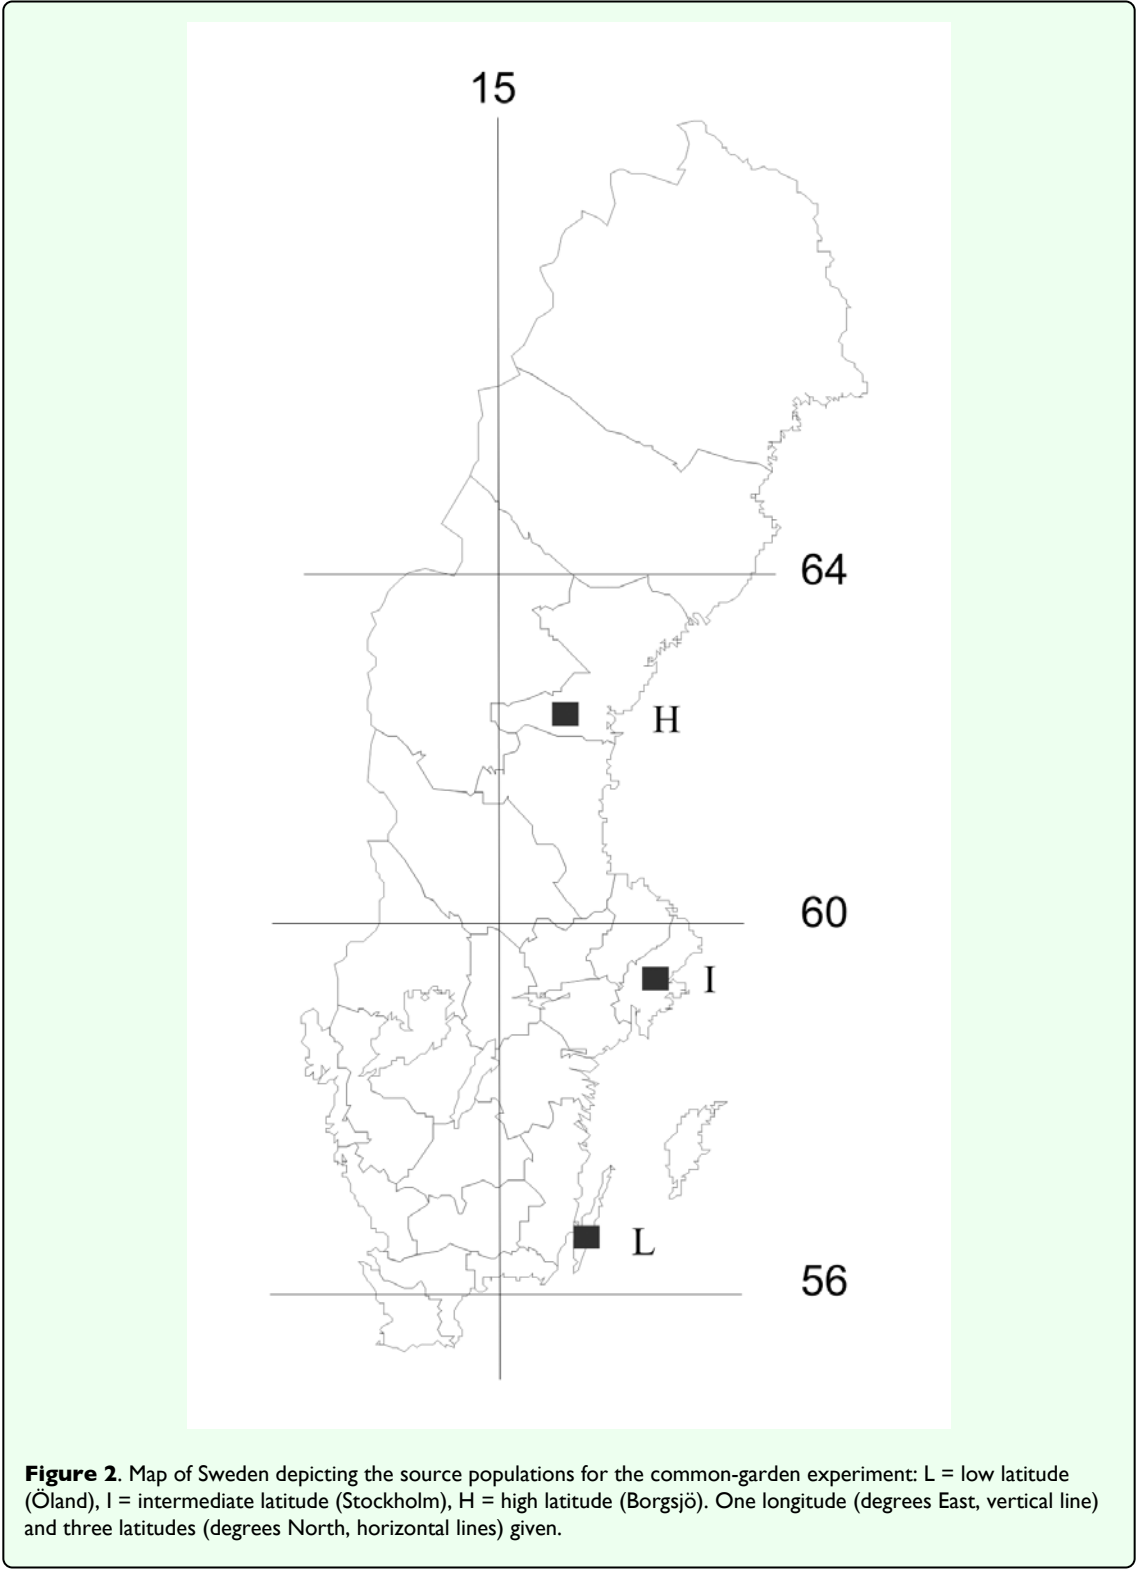 15
64
H
60
I
L
56
Figure 2. Map of Sweden depicting the source populations for the common-garden experiment: L = low latitude
(Öland), I = intermediate latitude (Stockholm), H = high latitude (Borgsjö). One longitude (degrees East, vertical line)
and three latitudes (degrees North, horizontal lines) given.